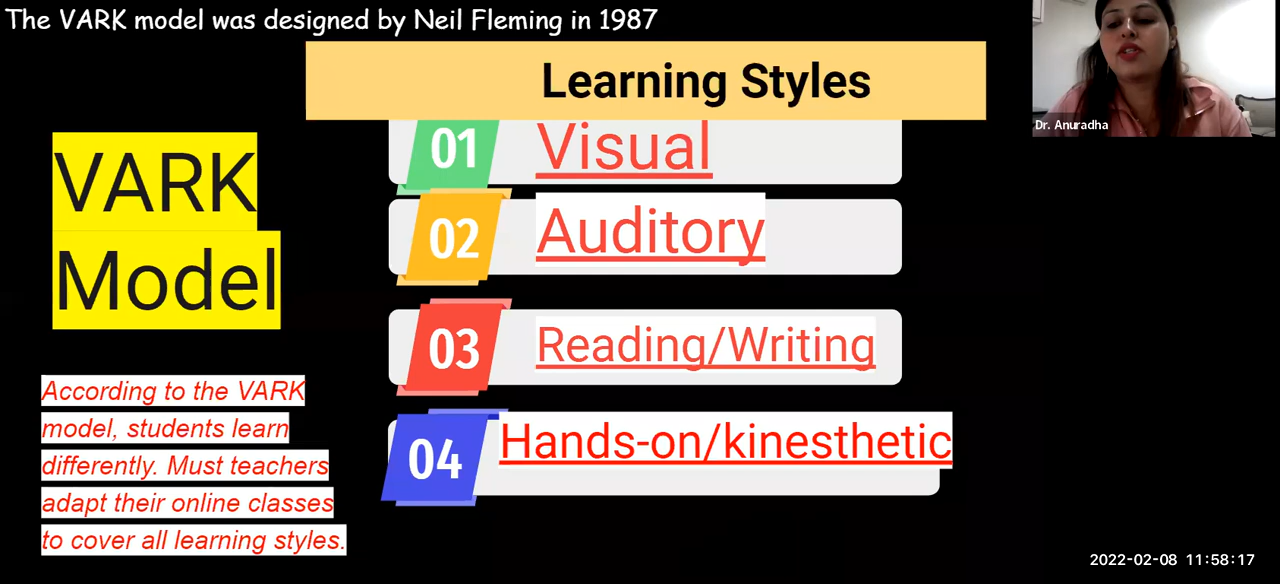 The VARK model was designed by Neil Fleming in 1987
Learning Styles
VARK
Model
01 Visual
02 Auditory
03 Reading/Writing
04 Hands-on/kinesthetic
According to the VARK
model, students learn
differently. Must teachers
adapt their online classes
to cover all learning styles.
Dr. Anuradha
2022-02-08 11:58:17